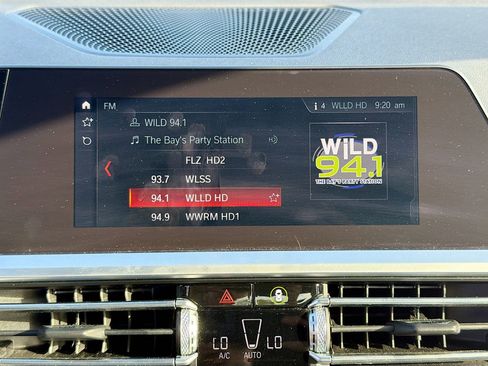 FM
i 4 WLLD HD 9:20 am
WILD 94.1
The Bay's Party Station HD
FLZ HD2
93.7 WLSS
94.1 WLLD HD
94.9 WWRM HD1
WiLD
94.1
THE BAY'S PARTY STATION
LO LO
A/C AUTO